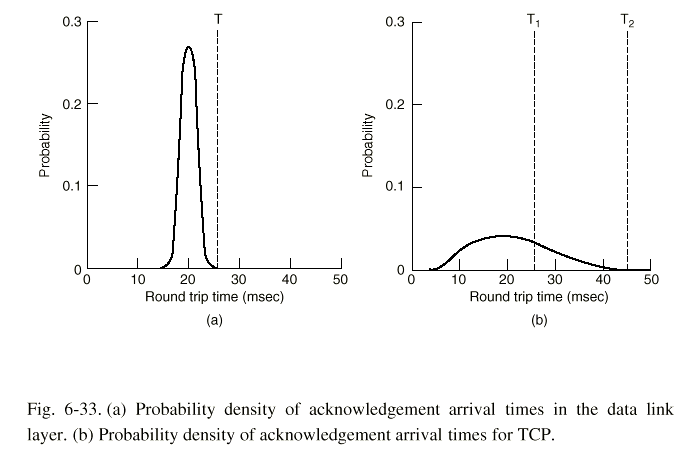 T
0.3
0.2
0.1
0
Probability
0 10 20 30 40 50
Round trip time (msec)
(a)
T1 T2
0.3
0.2
0.1
0
Probability
0 10 20 30 40 50
Round trip time (msec)
(b)
Fig. 6-33. (a) Probability density of acknowledgement arrival times in the data link
layer. (b) Probability density of acknowledgement arrival times for TCP.